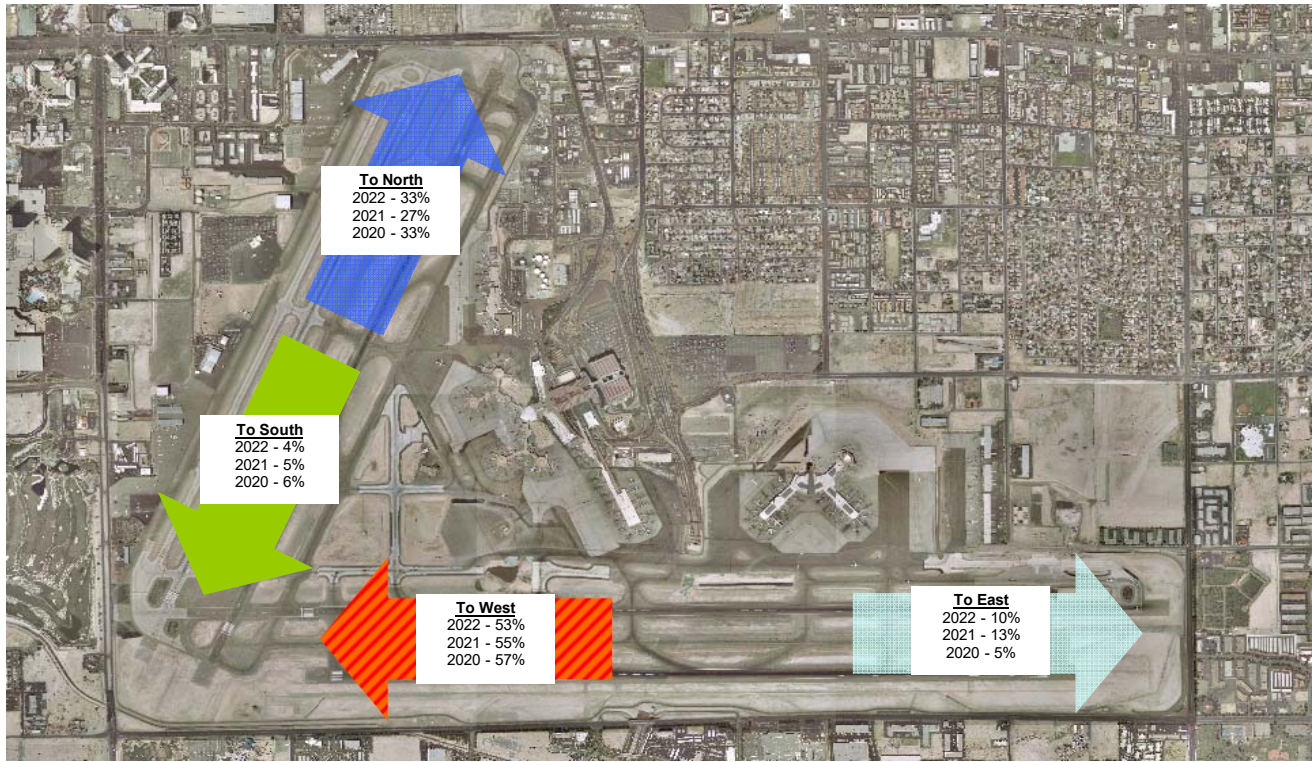 To North
2022 - 33%
2021 - 27%
2020 - 33%
To South
2022 - 4%
2021 - 5%
2020 - 6%
To West
2022 - 53%
2021 - 55%
2020 - 57%
To East
2022 - 10%
2021 - 13%
2020 - 5%